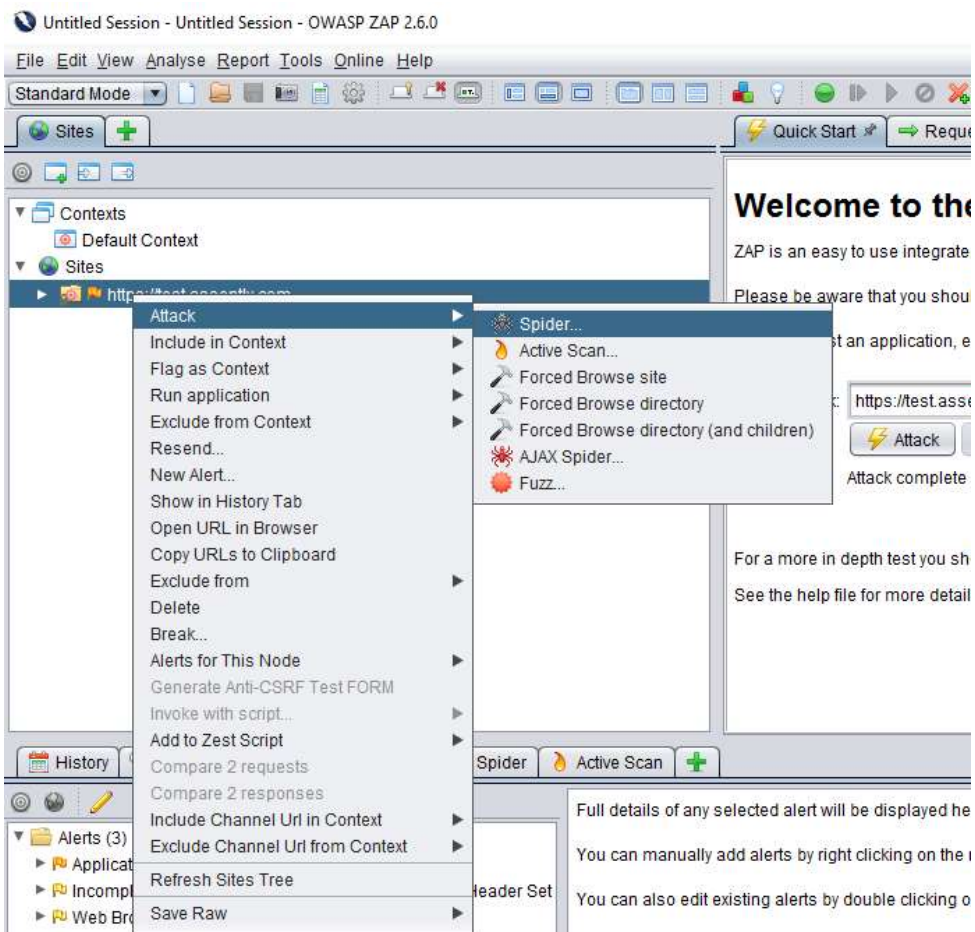 Untitled Session - Untitled Session - OWASP ZAP 2.6.0
File Edit View Analyse Report Tools Online Help
Standard Mode
Sites
Quick Start
Reque
Contexts
Default Context
Sites
Welcome to the
ZAP is an easy to use integrate
Please be aware that you shoul
st an application, e
https://test.asse
Attack
Attack complete
For a more in depth test you sh
See the help file for more detail
Attack
Include in Context
Flag as Context
Run application
Exclude from Context
Resend...
New Alert...
Show in History Tab
Open URL in Browser
Copy URLs to Clipboard
Exclude from
Delete
Break...
Alerts for This Node
Generate Anti-CSRF Test FORM
Invoke with script...
Add to Zest Script
Compare 2 requests
Compare 2 responses
Include Channel Url in Context
Exclude Channel Url from Context
Refresh Sites Tree
Save Raw
Spider...
Active Scan...
Forced Browse site
Forced Browse directory
Forced Browse directory (and children)
AJAX Spider...
Fuzz...
History
Spider
Active Scan
Alerts (3)
Applicat
Incompl
Header Set
Web Bro
Full details of any selected alert will be displayed he
You can manually add alerts by right clicking on the
You can also edit existing alerts by double clicking o